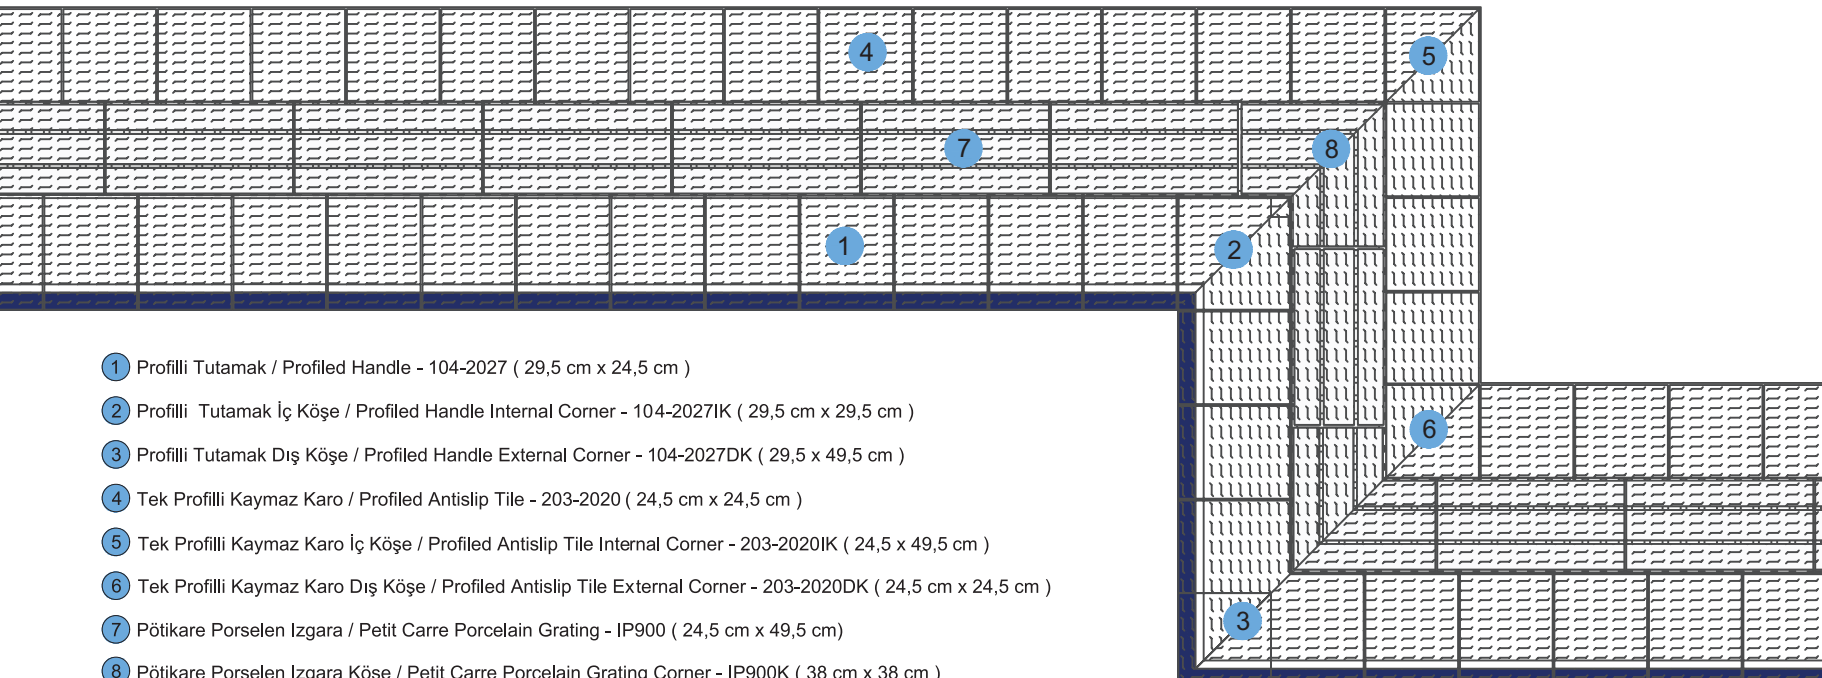 4
5
7
8
1
2
6
3
1 Profilli Tutamak / Profiled Handle - 104-2027 ( 29,5 cm x 24,5 cm )
2 Profilli Tutamak İç Köşe / Profiled Handle Internal Corner - 104-2027IK ( 29,5 cm x 29,5 cm )
3 Profilli Tutamak Dış Köşe / Profiled Handle External Corner - 104-2027DK ( 29,5 x 49,5 cm )
4 Tek Profilli Kaymaz Karo / Profiled Antislip Tile - 203-2020 ( 24,5 cm x 24,5 cm )
5 Tek Profilli Kaymaz Karo İç Köşe / Profiled Antislip Tile Internal Corner - 203-2020IK ( 24,5 x 49,5 cm )
6 Tek Profilli Kaymaz Karo Dış Köşe / Profiled Antislip Tile External Corner - 203-2020DK ( 24,5 cm x 24,5 cm )
7 Pötikare Porselen Izgara / Petit Carre Porcelain Grating - IP900 ( 24,5 cm x 49,5 cm)
8 Pötikare Porselen Izgara Köşe / Petit Carre Porcelain Grating Corner - IP900K ( 38 cm x 38 cm )